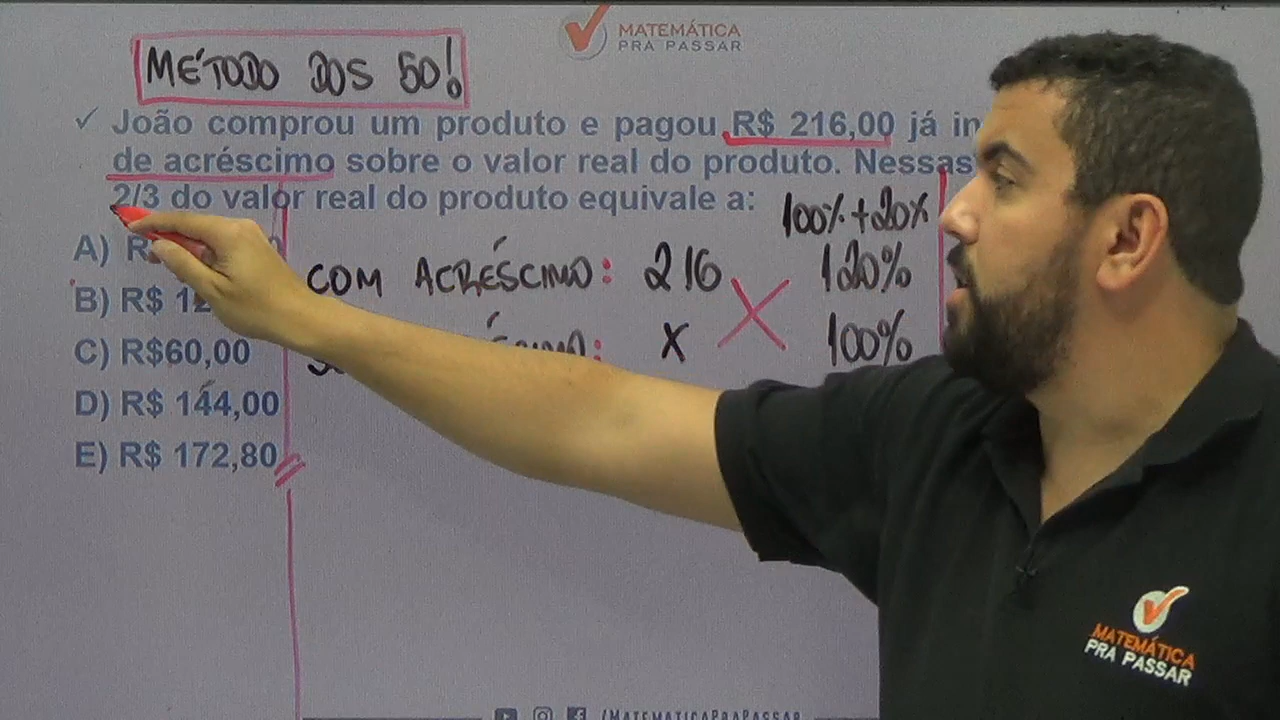 MATEMÁTICA
PRA PASSAR
MÉTODO DOS 50!
✓ João comprou um produto e pagou R$ 216,00 já
de acréscimo sobre o valor real do produto. Nessas
2/3 do valor real do produto equivale a:
100%+20%
A)
COM ACRÉSCIMO: 216 120%
B) R$
X 100%
C) R$60,00
D) R$ 144,00
E) R$ 172,80
MATEMÁTICA
PRA PASSAR
/MATEMATICAPRAPASSAR